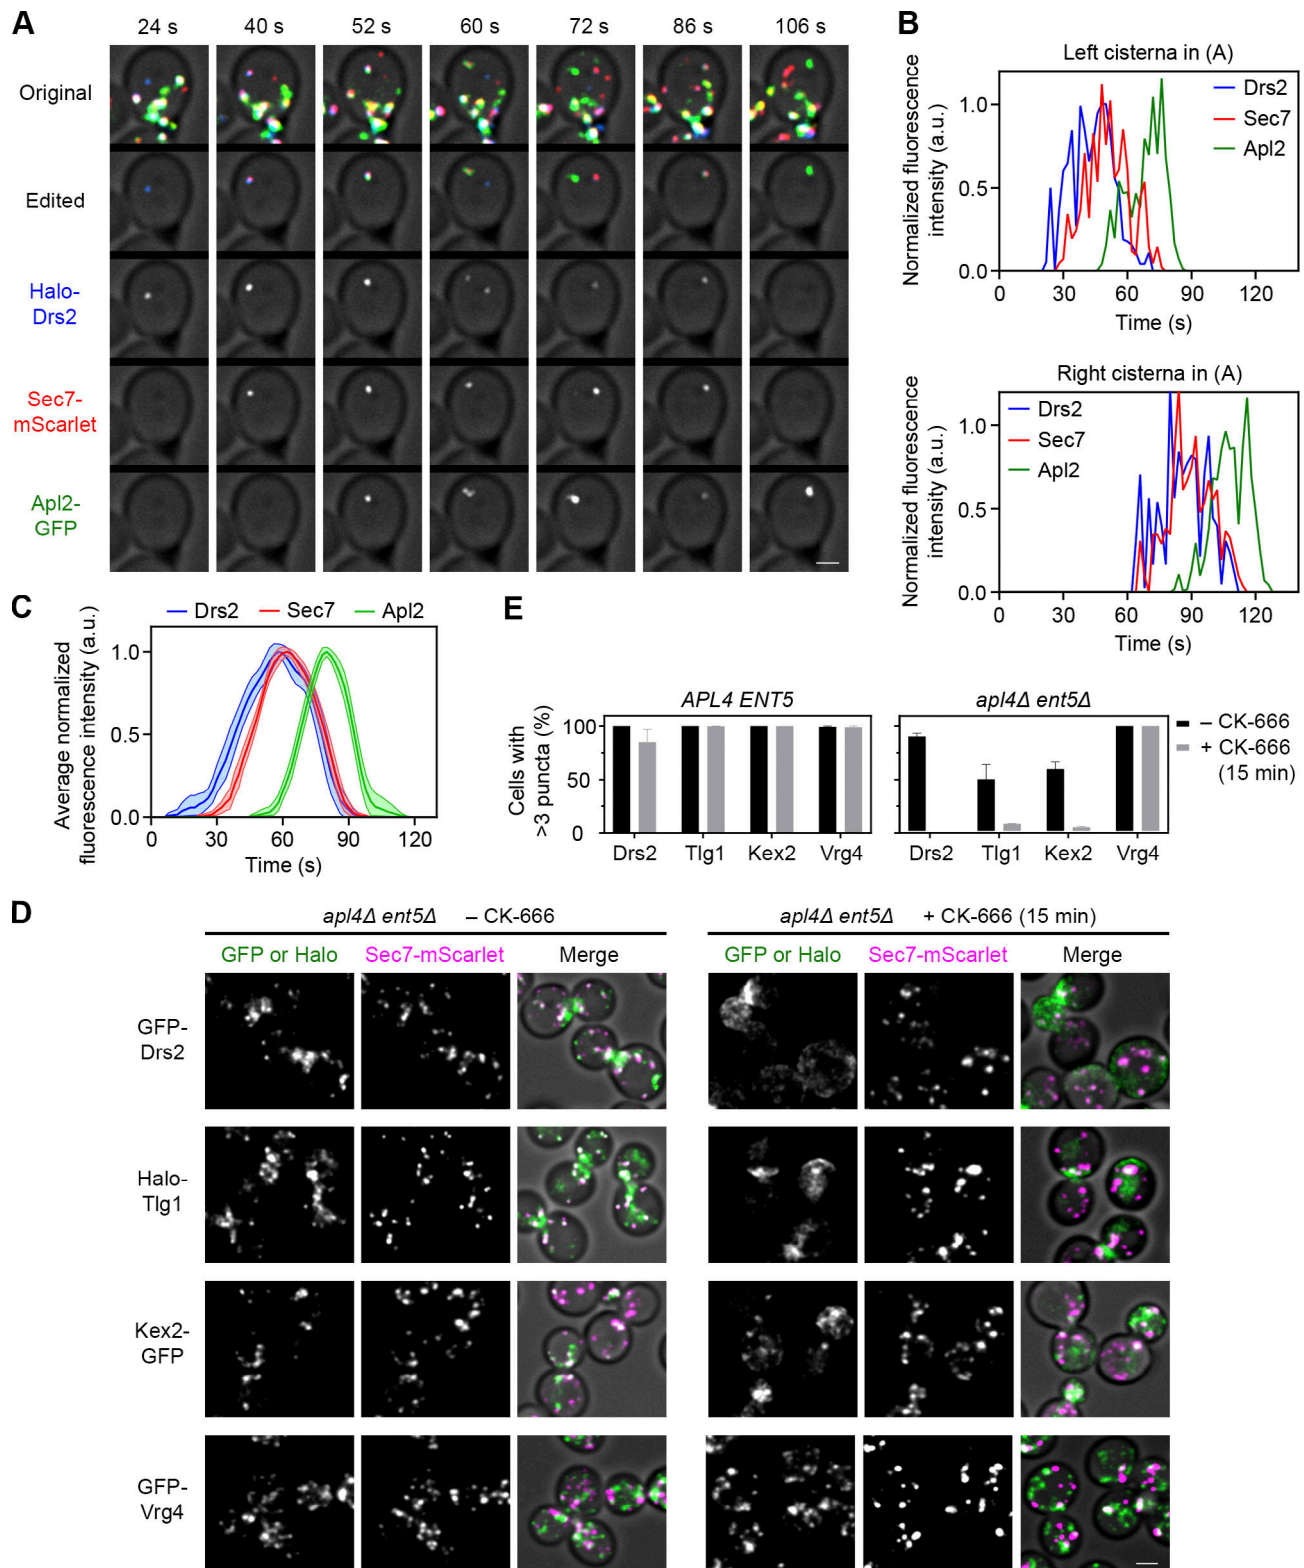 A
24 s 40 s 52 s 60 s 72 s 86 s 106 s
Original
Edited
Halo-
Drs2
Sec7-
mScarlet
Apl2-
GFP
B
Left cisterna in (A)
Normalized fluorescence
intensity (a.u.)
1.0
0.5
0.0
Drs2
Sec7
Apl2
0 30 60 90 120
Time (s)
Right cisterna in (A)
Normalized fluorescence
intensity (a.u.)
1.0
0.5
0.0
Drs2
Sec7
Apl2
0 30 60 90 120
Time (s)
C
Drs2 Sec7 Apl2
Average normalized
fluorescence intensity (a.u.)
1.0
0.5
0.0
0 30 60 90 120
Time (s)
E
APL4 ENT5
apl4Δ ent5Δ
Cells with
>3 puncta (%)
100
50
0
Drs2 Tlg1 Kex2 Vrg4
100
50
0
Drs2 Tlg1 Kex2 Vrg4
– CK-666
+ CK-666
(15 min)
D
apl4Δ ent5Δ – CK-666
apl4Δ ent5Δ + CK-666 (15 min)
GFP or Halo Sec7-mScarlet Merge
GFP or Halo Sec7-mScarlet Merge
GFP-
Drs2
Halo-
Tlg1
Kex2-
GFP
GFP-
Vrg4